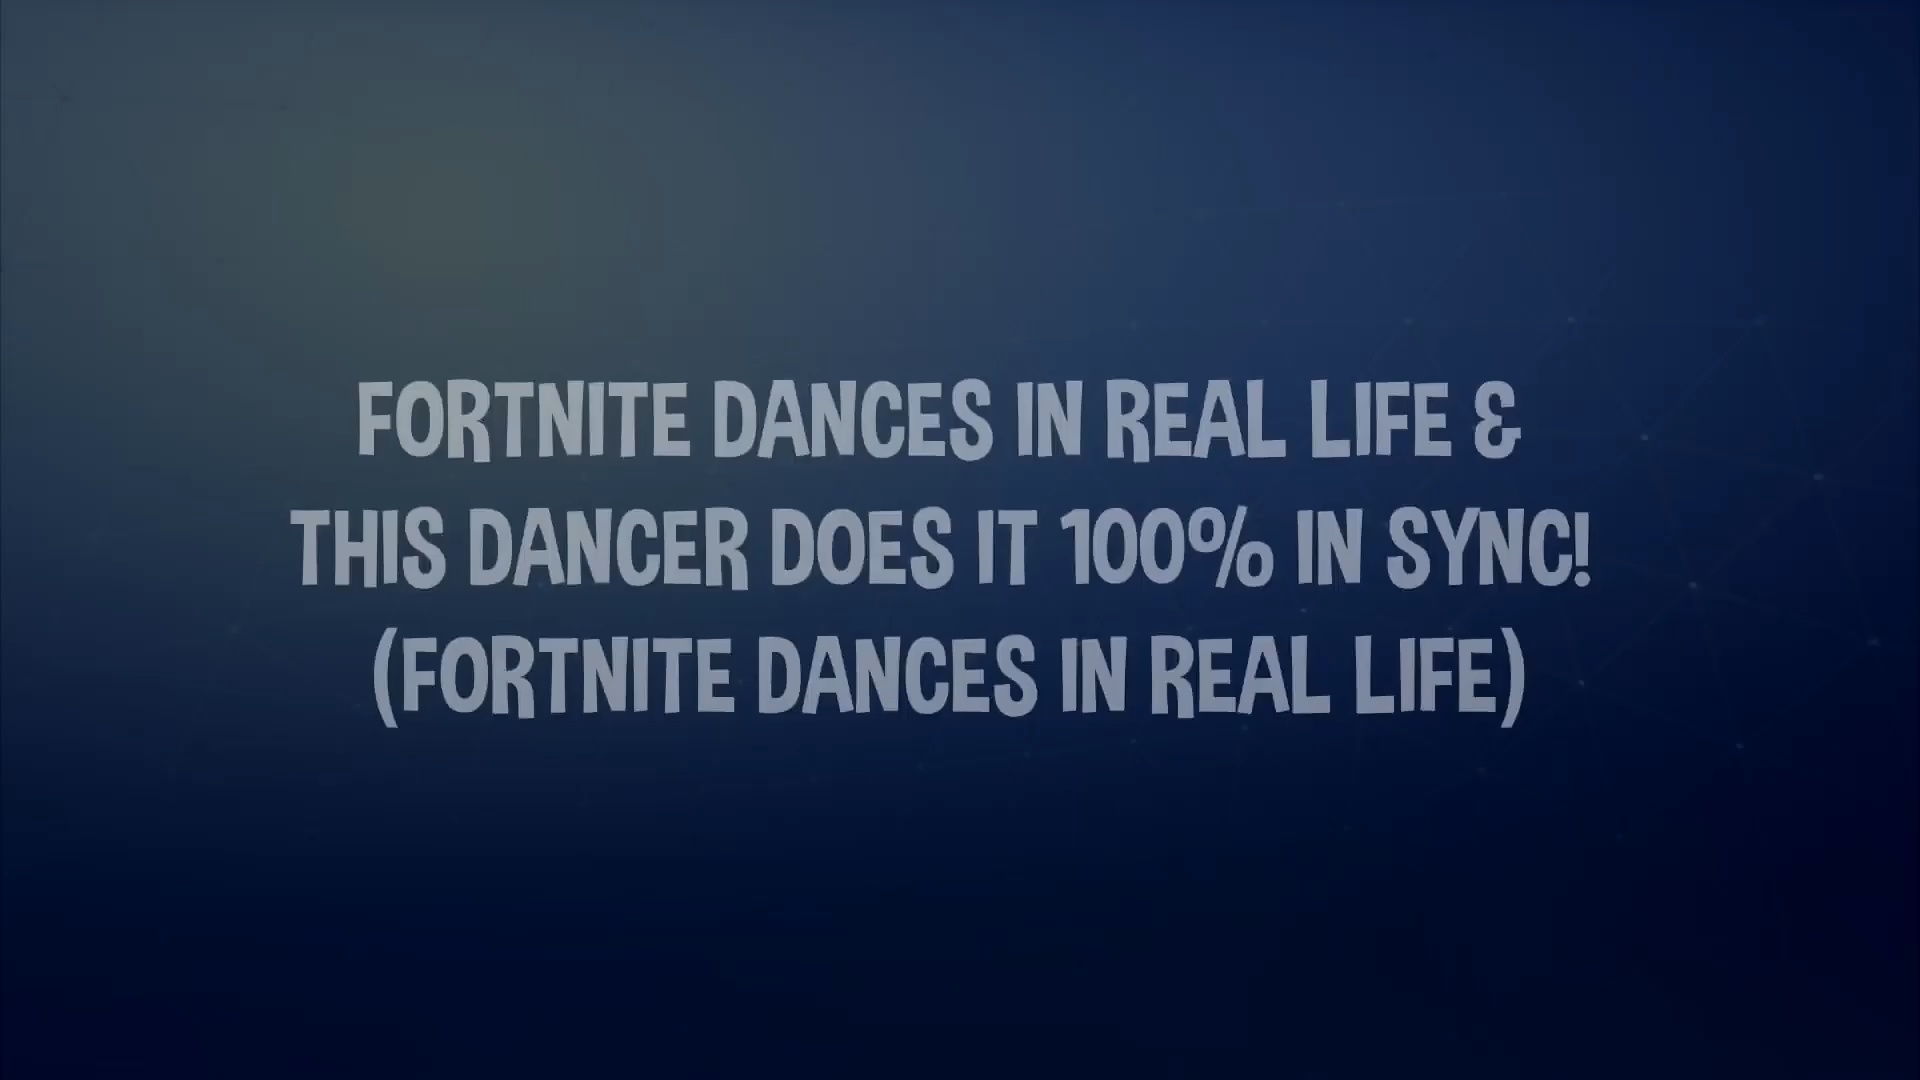 FORTNITE DANCES IN REAL LIFE &
THIS DANCER DOES IT 100% IN SYNC!
(FORTNITE DANCES IN REAL LIFE)